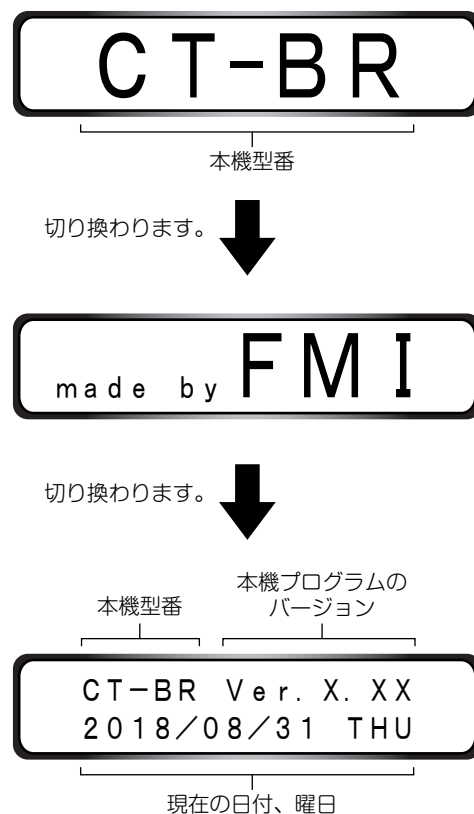 CT-BR
本機型番
切り換わります。
made by FMI
切り換わります。
本機型番
本機プログラムの
バージョン
CT-BR Ver. X. XX
2018/08/31 THU
現在の日付、曜日